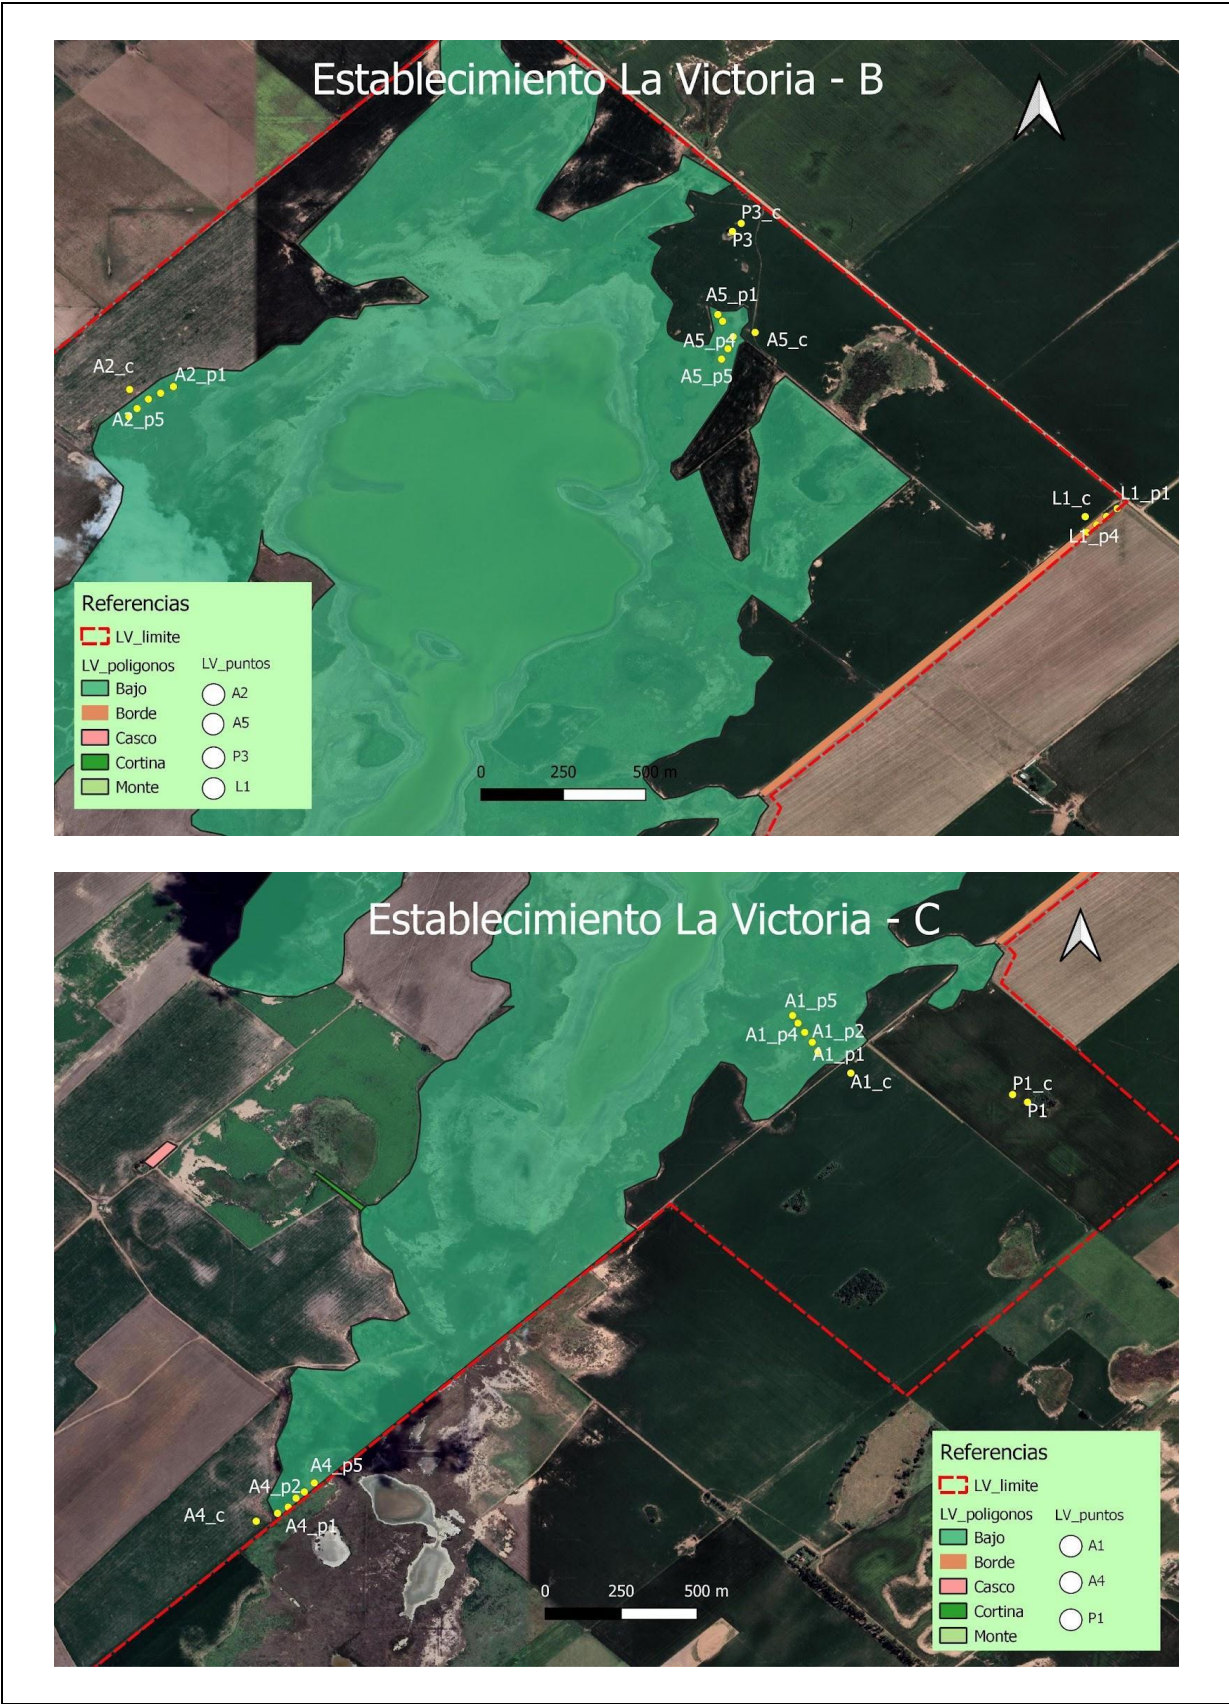 Establecimiento La Victoria - B
P3_c
P3
A5_p1
A5_p4
A5_c
A5_p5
A2_c
A2_p1
A2_p5
L1_c
L1_p1
L1_p4
Referencias
LV_limite
LV_poligonos
Bajo
Borde
Casco
Cortina
Monte
LV_puntos
A2
A5
P3
L1
0 250 500 m
Establecimiento La Victoria - C
A1_p5
A1_p4
A1_p2
A1_p1
A1_c
P1_c
P1
A4_p5
A4_p2
A4_c
A4_p1
0 250 500 m
Referencias
LV_limite
LV_poligonos
Bajo
Borde
Casco
Cortina
Monte
LV_puntos
A1
A4
P1